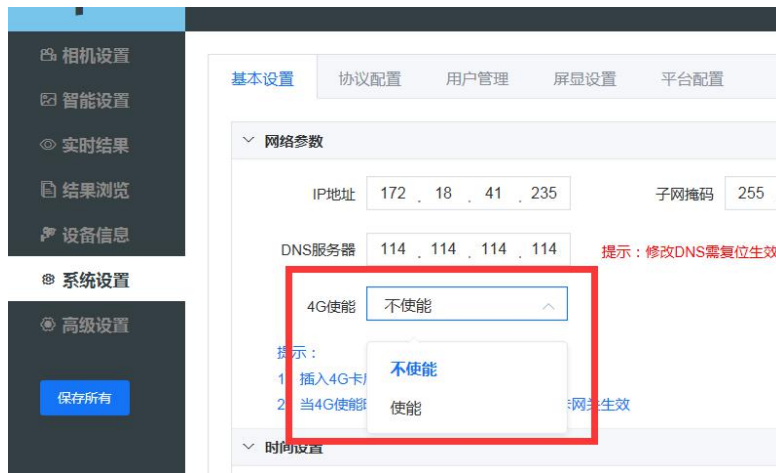 相机设置
智能设置
实时结果
结果浏览
设备信息
系统设置
高级设置
保存所有
基本设置 协议配置 用户管理 屏显设置 平台配置
网络参数
IP地址 172 . 18 . 41 . 235 子网掩码 255
DNS服务器 114 . 114 . 114 . 114 提示：修改DNS需复位生效
4G使能 不使能
提示：
不使能
1 插入4G卡
使能
2 当4G使能 网关生效
时间设置